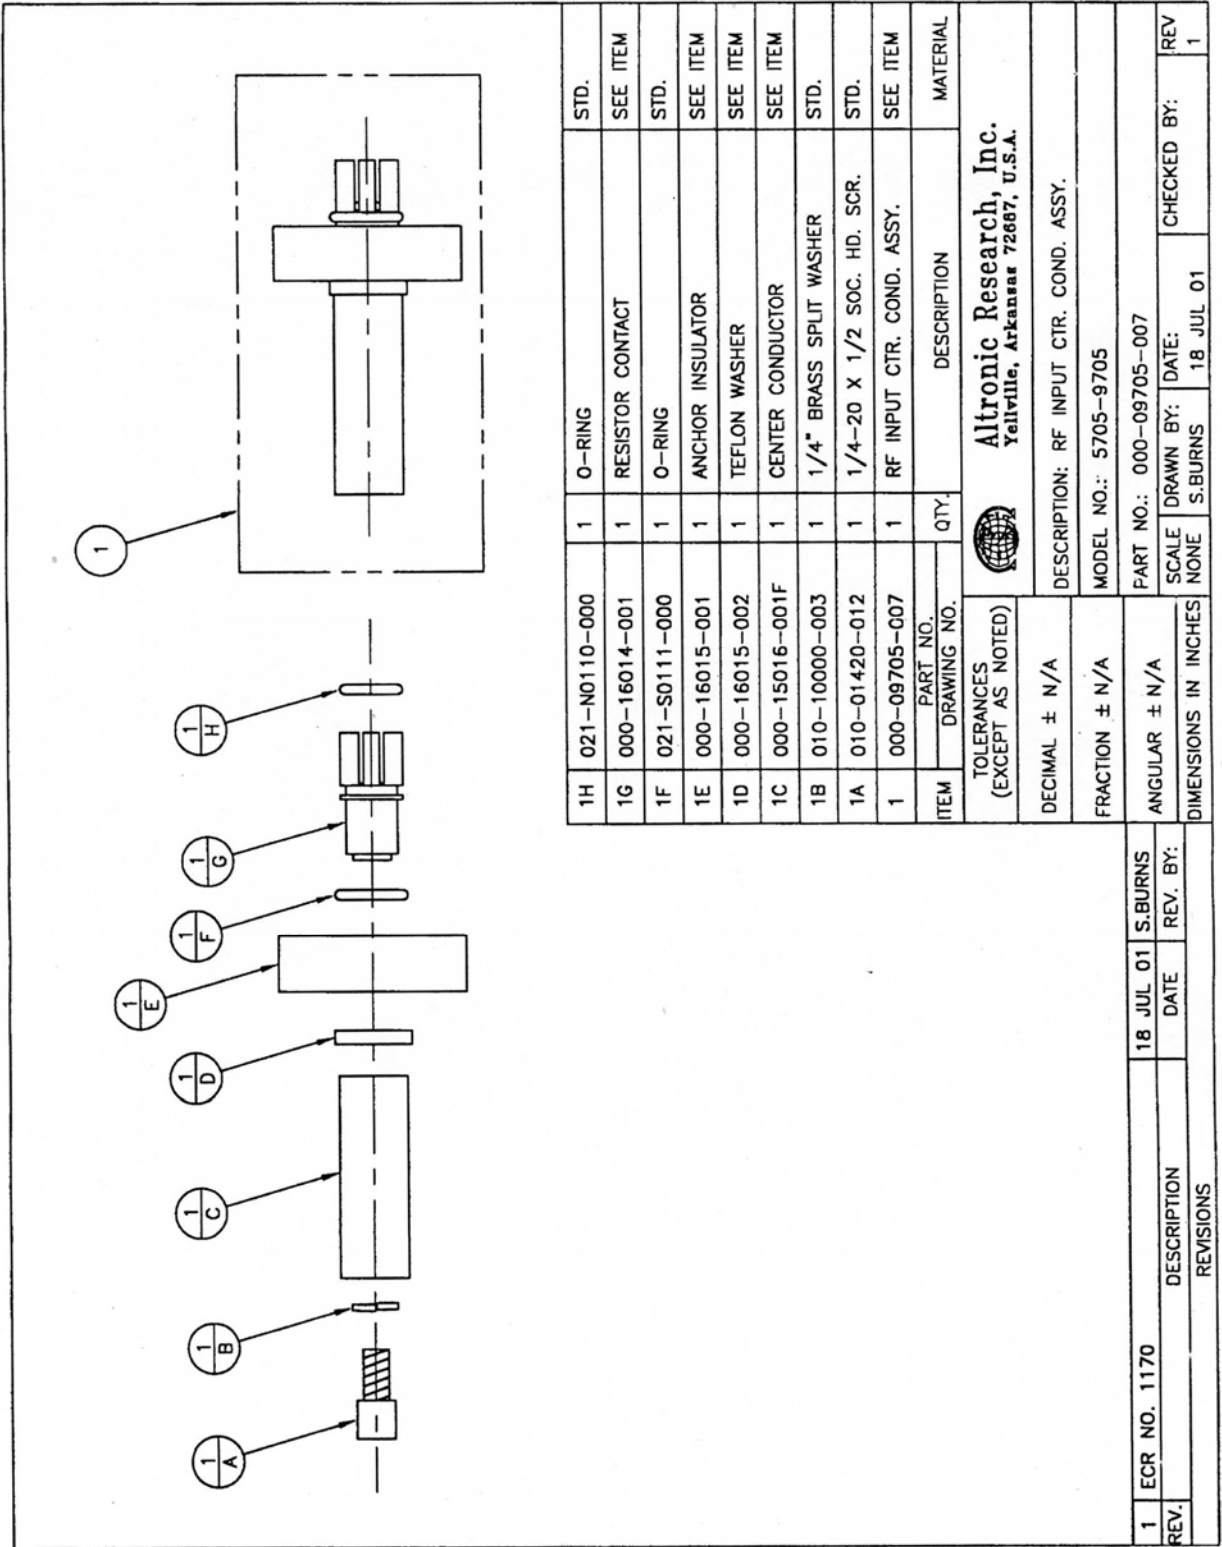 1
1 H
1 G
1 F
1 E
1 D
1 C
1 B
1 A
1H 021-N0110-000 1 O-RING STD.
1G 000-16014-001 1 RESISTOR CONTACT SEE ITEM
1F 021-S0111-000 1 O-RING STD.
1E 000-16015-001 1 ANCHOR INSULATOR SEE ITEM
1D 000-16015-002 1 TEFLON WASHER SEE ITEM
1C 000-15016-001F 1 CENTER CONDUCTOR SEE ITEM
1B 010-10000-003 1 1/4" BRASS SPLIT WASHER STD.
1A 010-01420-012 1 1/4-20 X 1/2 SOC. HD. SCR. STD.
1 000-09705-007 1 RF INPUT CTR. COND. ASSY. SEE ITEM
ITEM PART NO. DRAWING NO. QTY. DESCRIPTION MATERIAL
TOLERANCES
(EXCEPT AS NOTED)
DECIMAL ± N/A
FRACTION ± N/A
ANGULAR ± N/A
DIMENSIONS IN INCHES
Altronic Research, Inc.
Yellville, Arkansas 72687, U.S.A.
DESCRIPTION: RF INPUT CTR. COND. ASSY.
MODEL NO.: 5705-9705
PART NO.: 000-09705-007
SCALE NONE
DRAWN BY: S.BURNS
DATE: 18 JUL 01
CHECKED BY:
REV 1
1 ECR NO. 1170 18 JUL 01 S.BURNS
REV. DESCRIPTION DATE REV. BY:
REVISIONS